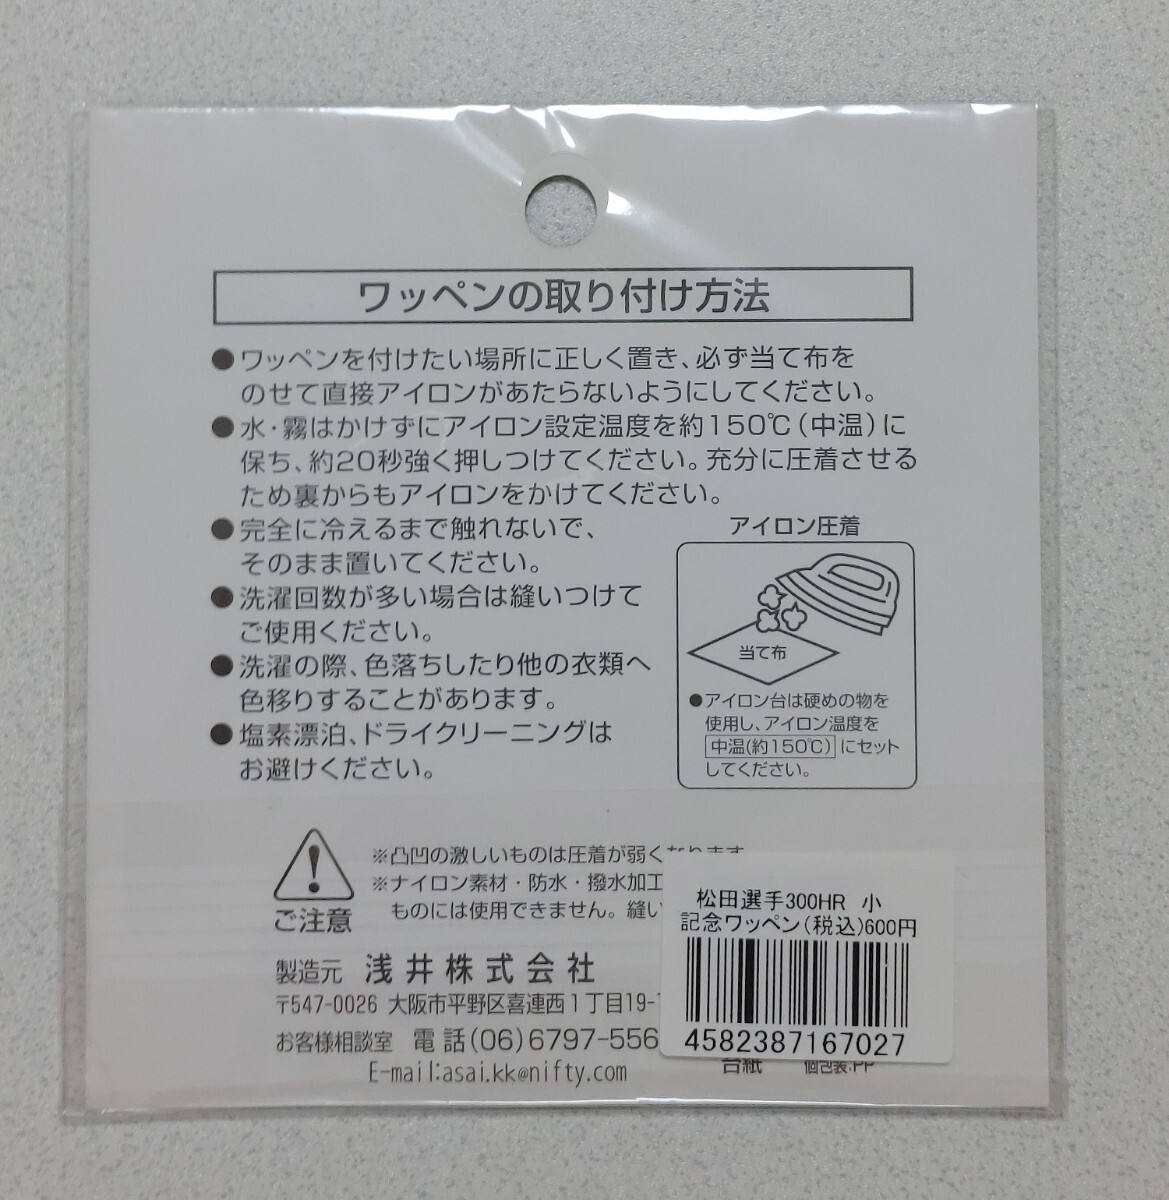 ワッペンの取り付け方法
●ワッペンを付けたい場所に正しく置き、必ず当て布を
のせて直接アイロンがあたらないようにしてください。
●水・霧はかけずにアイロン設定温度を約150℃(中温)に
保ち、約20秒強く押しつけてください。充分に圧着させる
ため裏からもアイロンをかけてください。
●完全に冷えるまで触れないで、
そのまま置いてください。
●洗濯回数が多い場合は縫いつけて
ご使用ください。
●洗濯の際、色落ちしたり他の衣類へ
色移りすることがあります。
●塩素漂泊、ドライクリーニングは
お避けください。
アイロン圧着
当て布
●アイロン台は硬めの物を
使用し、アイロン温度を
中温(約150℃)にセット
してください。
ご注意
※凸凹の激しいものは圧着が弱くなります
※ナイロン素材・防水・撥水加工
ものには使用できません。縫い
製造元 浅井株式会社
〒547-0026 大阪市平野区喜連西1丁目19-
お客様相談室 電話(06)6797-556
E-mail:asai.kk@nifty.com
松田選手300HR 小
記念ワッペン(税込)600円
4582387167027
台紙 個包装:PP